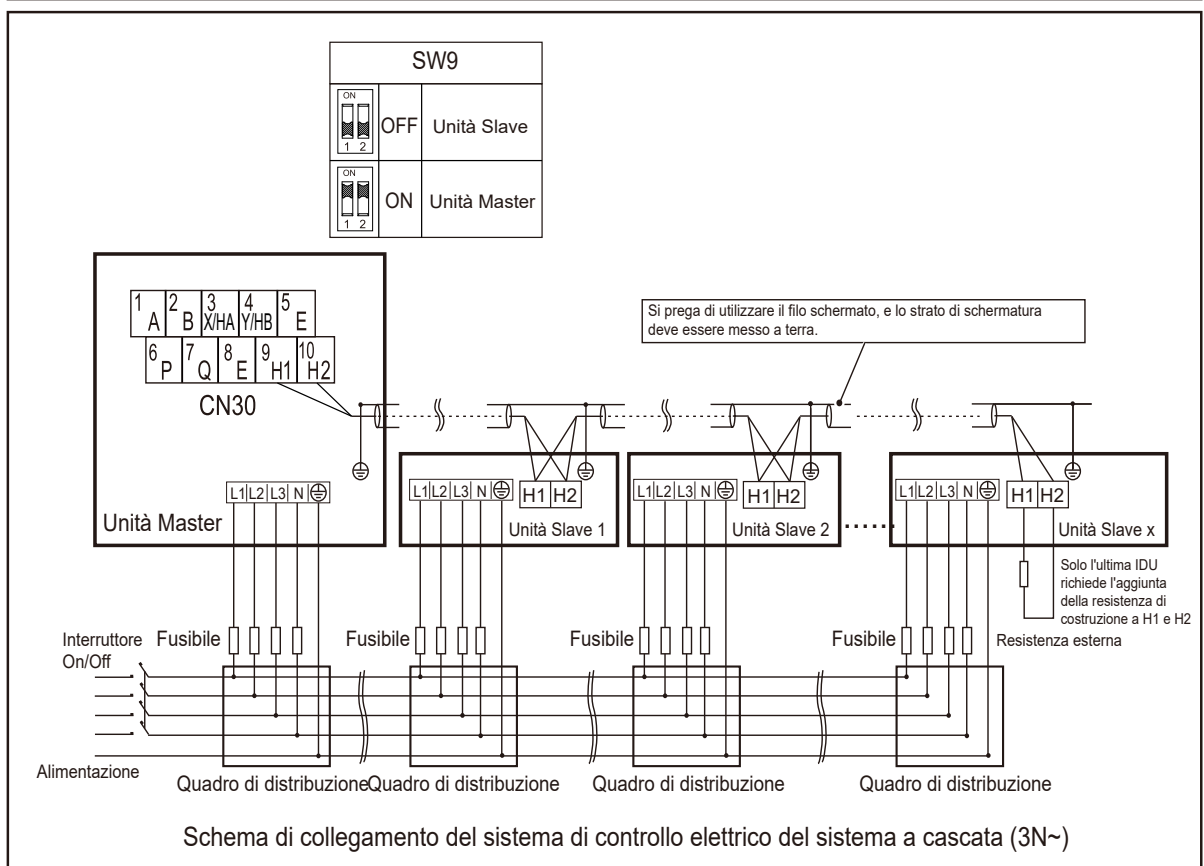 SW9
ON
1 2
OFF
Unità Slave
ON
1 2
ON
Unità Master
1 A
2 B
3 X/HA
4 Y/HB
5 E
6 P
7 Q
8 E
9 H1
10 H2
CN30
Si prega di utilizzare il filo schermato, e lo strato di schermatura
deve essere messo a terra.
L1 L2 L3 N
Unità Master
L1 L2 L3 N
H1 H2
Unità Slave 1
L1 L2 L3 N
H1 H2
Unità Slave 2
......
L1 L2 L3 N
H1 H2
Unità Slave x
Solo l'ultima IDU
richiede l'aggiunta
della resistenza di
costruzione a H1 e H2
Resistenza esterna
Interruttore
On/Off
Fusibile
Fusibile
Fusibile
Fusibile
Alimentazione
Quadro di distribuzione
Quadro di distribuzione
Quadro di distribuzione
Quadro di distribuzione
Schema di collegamento del sistema di controllo elettrico del sistema a cascata (3N~)